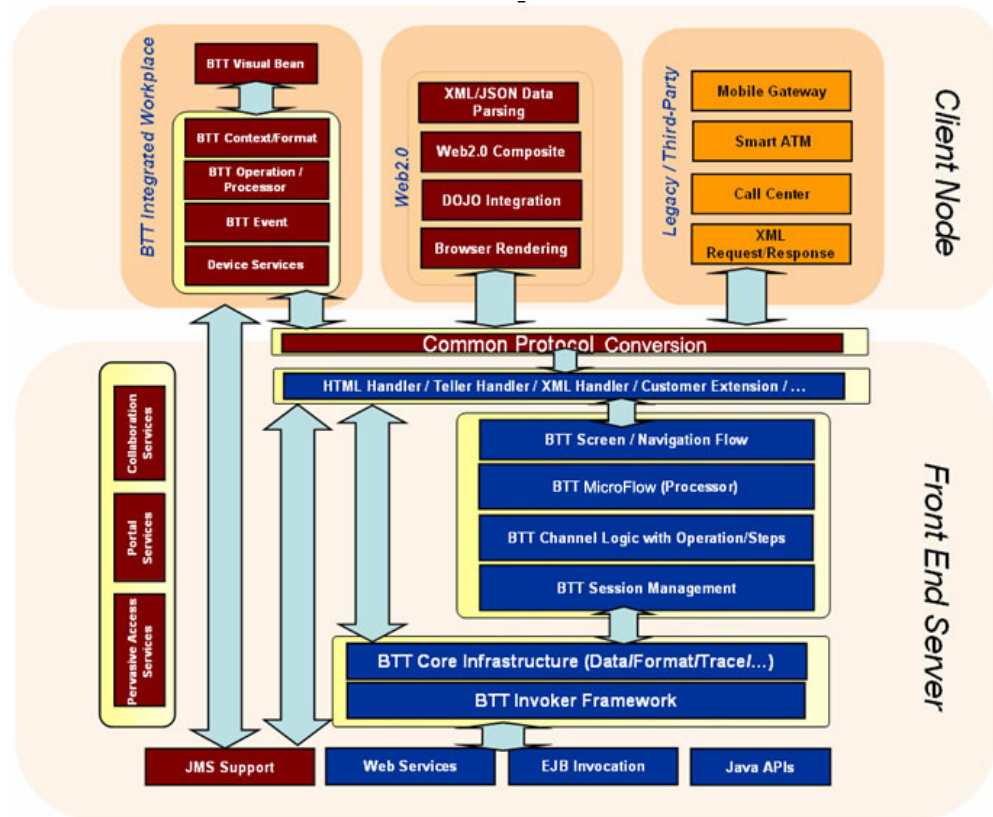 BTT Integrated Workplace
BTT Visual Bean
BTT Context/Format
BTT Operation /
Processor
BTT Event
Device Services
Web2.0
XML/JSON Data
Parsing
Web2.0 Composite
DOJO Integration
Browser Rendering
Legacy / Third-Party
Mobile Gateway
Smart ATM
Call Center
XML
Request/Response
Client Node
Common Protocol Conversion
HTML Handler / Teller Handler / XML Handler / Customer Extension / ...
Collaboration
Services
Portal
Services
Pervasive Access
Services
BTT Screen / Navigation Flow
BTT MicroFlow (Processor)
BTT Channel Logic with Operation/Steps
BTT Session Management
Front End Server
BTT Core Infrastructure (Data/Format/Trace/...)
BTT Invoker Framework
JMS Support
Web Services
EJB Invocation
Java APIs